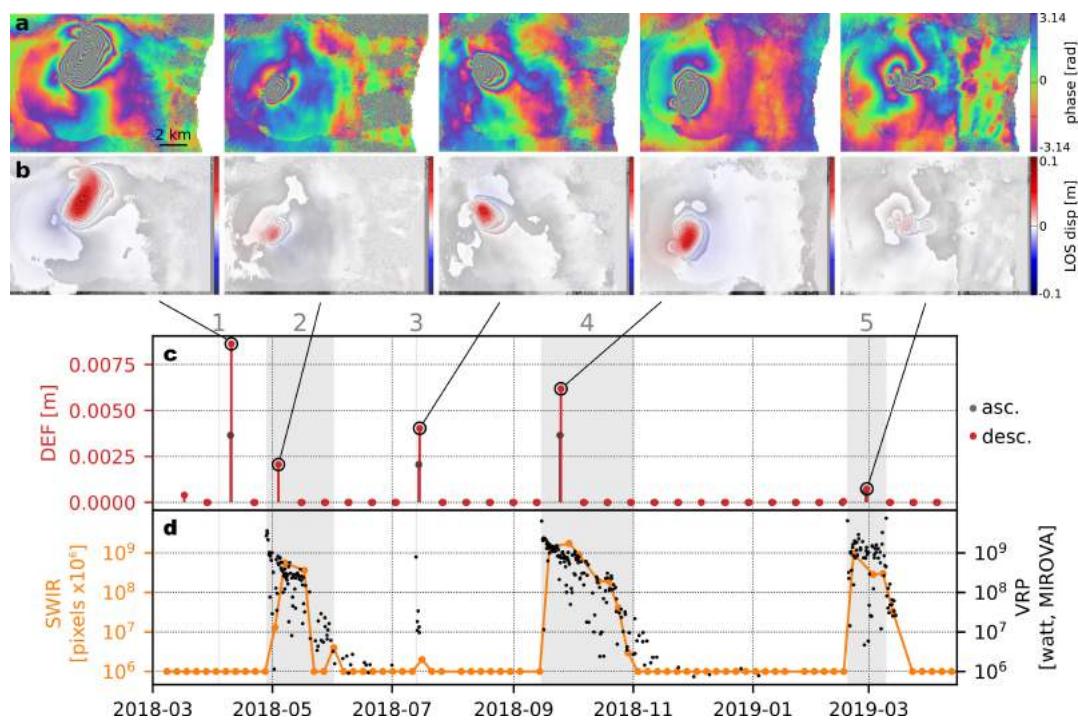 a
3.14
0
-3.14
phase [rad]
2 km
b
0.1
0
-0.1
LOS disp [m]
1 2 3 4 5
c
0.0075
0.0050
0.0025
0.0000
DEF [m]
asc.
desc.
d
10⁹
10⁸
10⁷
10⁶
SWIR
[pixels x10⁶]
10⁹
10⁸
10⁷
10⁶
VRP
[watt, MIROVA]
2018-03 2018-05 2018-07 2018-09 2018-11 2019-01 2019-03